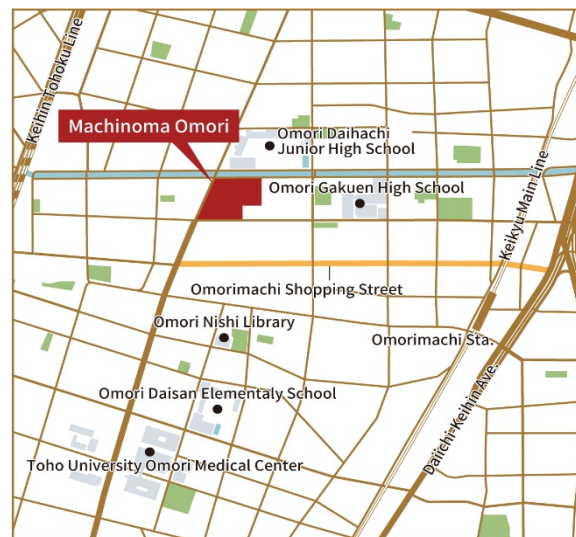 Keihin Tohoku Line
Machinoma Omori
Omori Daihachi
Junior High School
Omori Gakuen High School
Keikyu Main Line
Omorimachi Shopping Street
Omori Nishi Library
Omorimachi Sta.
Omori Daisan Elementaly School
Daiichi-Keihin Ave.
Toho University Omori Medical Center